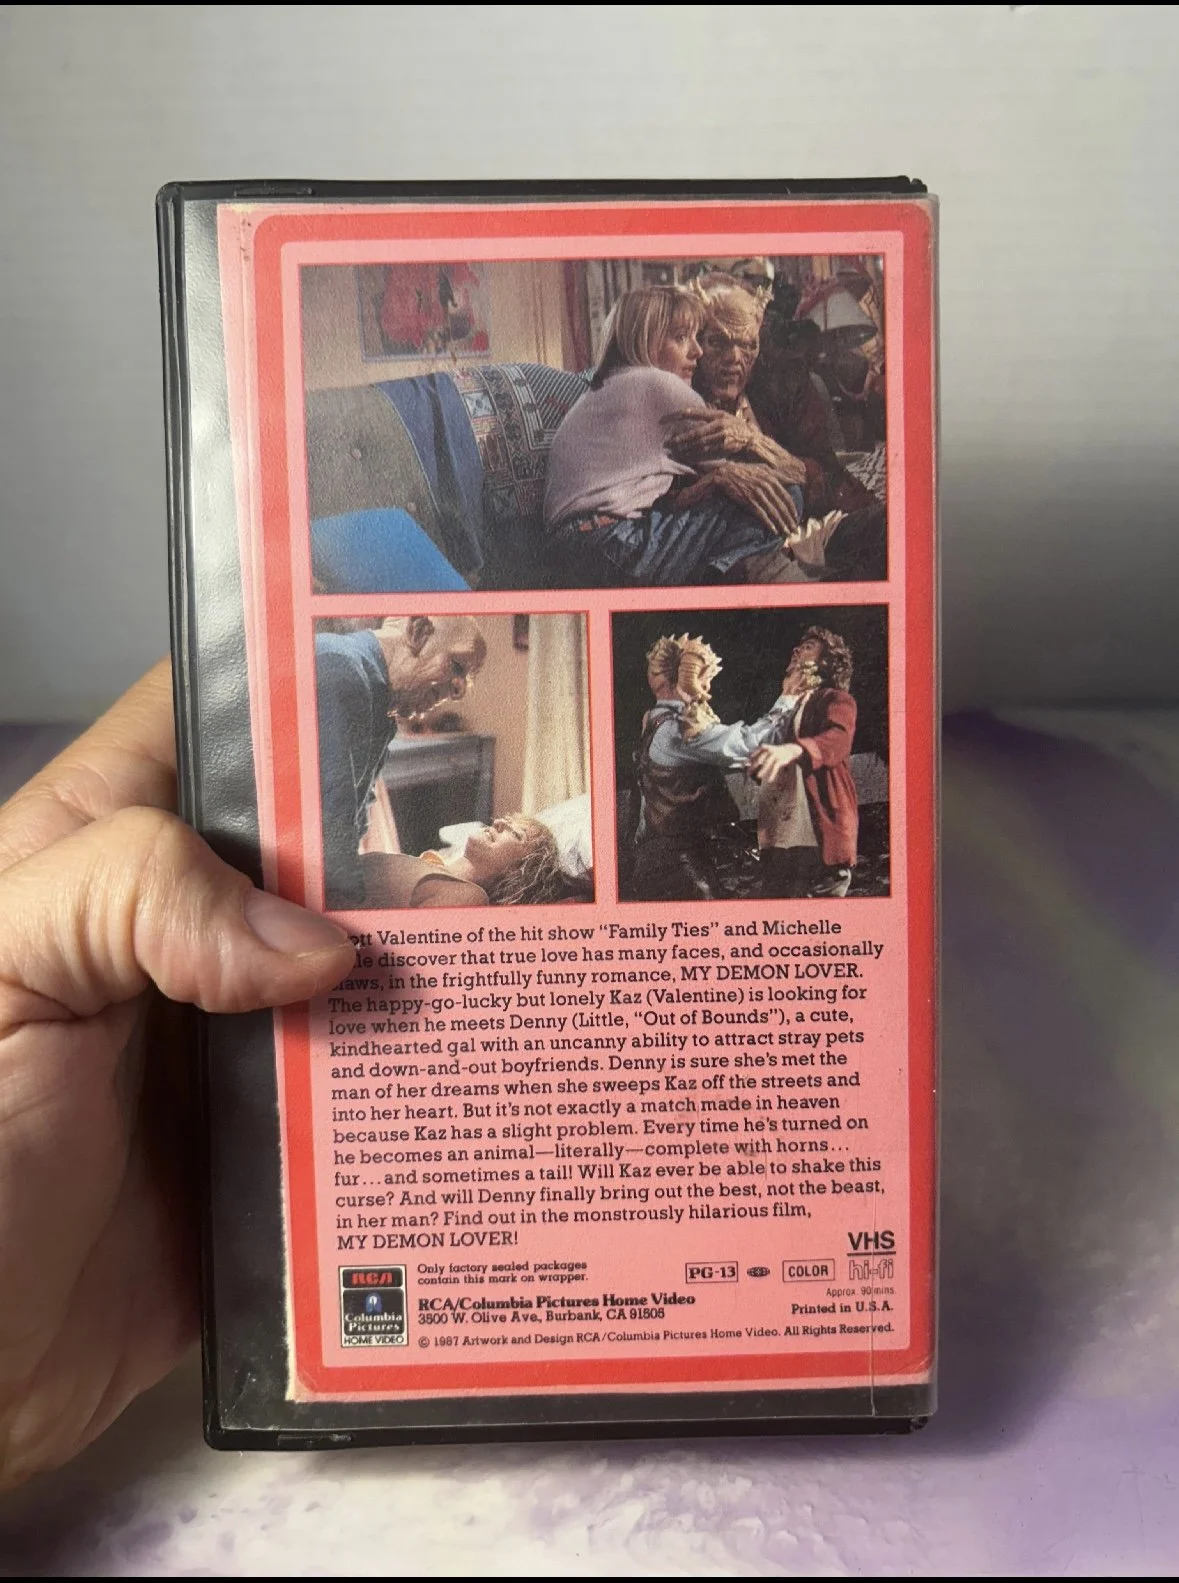 ott Valentine of the hit show “Family Ties” and Michelle
discover that true love has many faces, and occasionally
in the frightfully funny romance, MY DEMON LOVER.
The happy-go-lucky but lonely Kaz (Valentine) is looking for
love when he meets Denny (Little, “Out of Bounds”), a cute,
kindhearted gal with an uncanny ability to attract stray pets
and down-and-out boyfriends. Denny is sure she’s met the
man of her dreams when she sweeps Kaz off the streets and
into her heart. But it’s not exactly a match made in heaven
because Kaz has a slight problem. Every time he’s turned on
he becomes an animal—literally—complete with horns...
fur...and sometimes a tail! Will Kaz ever be able to shake this
curse? And will Denny finally bring out the best, not the beast,
in her man? Find out in the monstrously hilarious film,
MY DEMON LOVER!
VHS
hi-fi
RCA
Columbia
Pictures
HOME VIDEO
Only factory sealed packages
contain this mark on wrapper.
PG-13
COLOR
Approx. 90 mins.
RCA/Columbia Pictures Home Video
3500 W. Olive Ave., Burbank, CA 91505
Printed in U.S.A.
© 1987 Artwork and Design RCA/Columbia Pictures Home Video. All Rights Reserved.